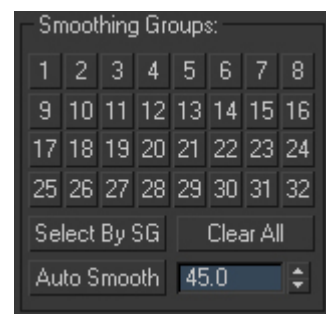 Smoothing Groups:
1 2 3 4 5 6 7 8
9 10 11 12 13 14 15 16
17 18 19 20 21 22 23 24
25 26 27 28 29 30 31 32
Select By SG Clear All
Auto Smooth 45.0